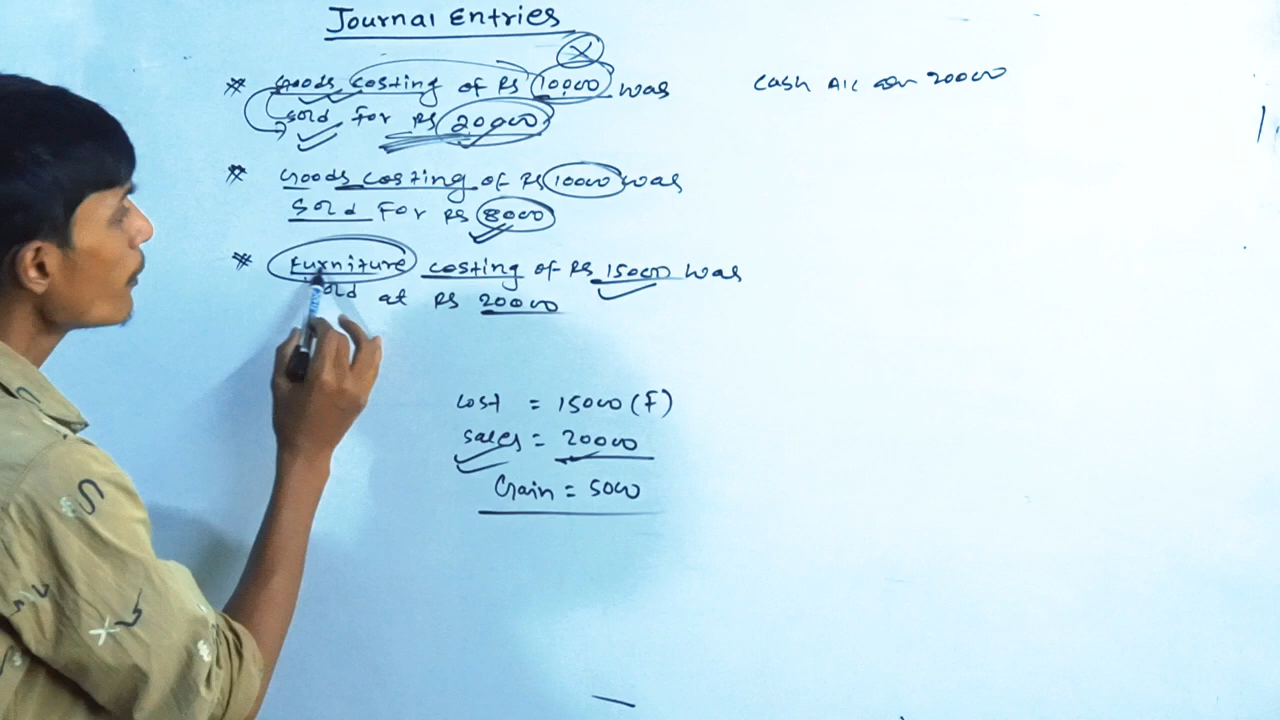 Journal Entries
* Goods costing of Rs 10000 was
sold for Rs 20000
Cash A/c Dr 20000
* Goods costing of Rs 10000 was
sold For Rs 8000
* Furniture costing of Rs 15000 was
sold at Rs 20000
Cost = 15000 (F)
Sales = 20000
Gain = 5000